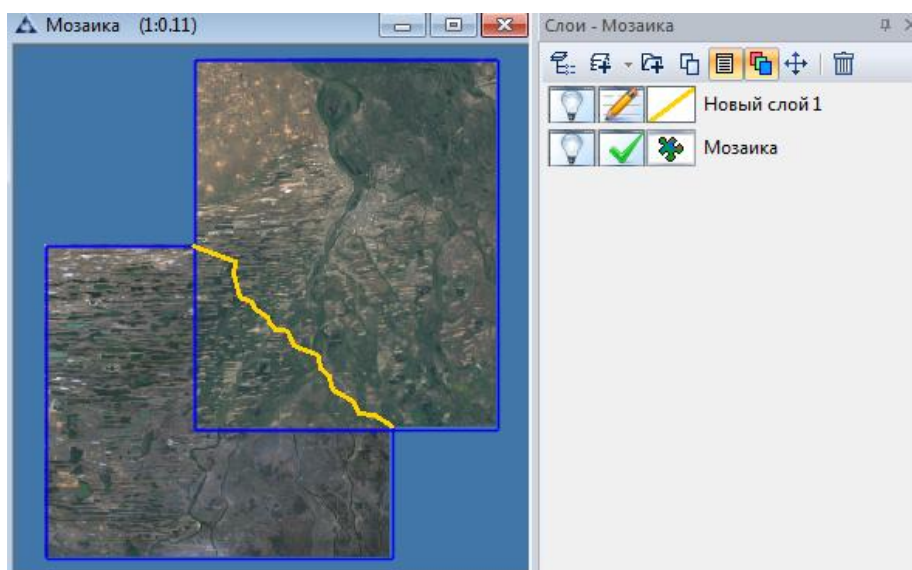 Мозаика (1:0.11)
Слои - Мозаика
Новый слой 1
Мозаика